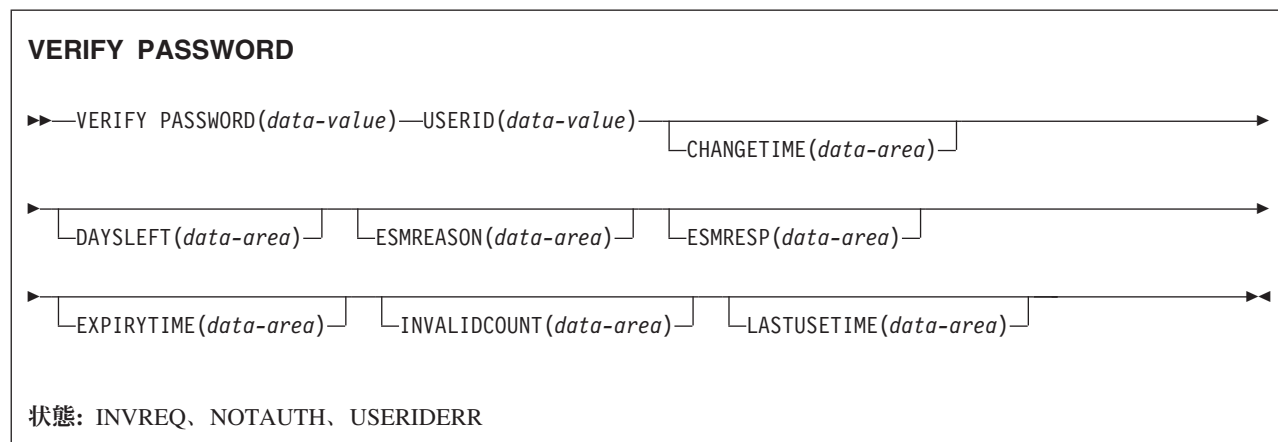 VERIFY PASSWORD
VERIFY PASSWORD(data-value) USERID(data-value)
CHANGETIME(data-area)
DAYSLEFT(data-area) ESMREASON(data-area) ESMRESP(data-area)
EXPIRYTIME(data-area) INVALIDCOUNT(data-area) LASTUSETIME(data-area)
状態: INVREQ、NOTAUTH、USERIDERR